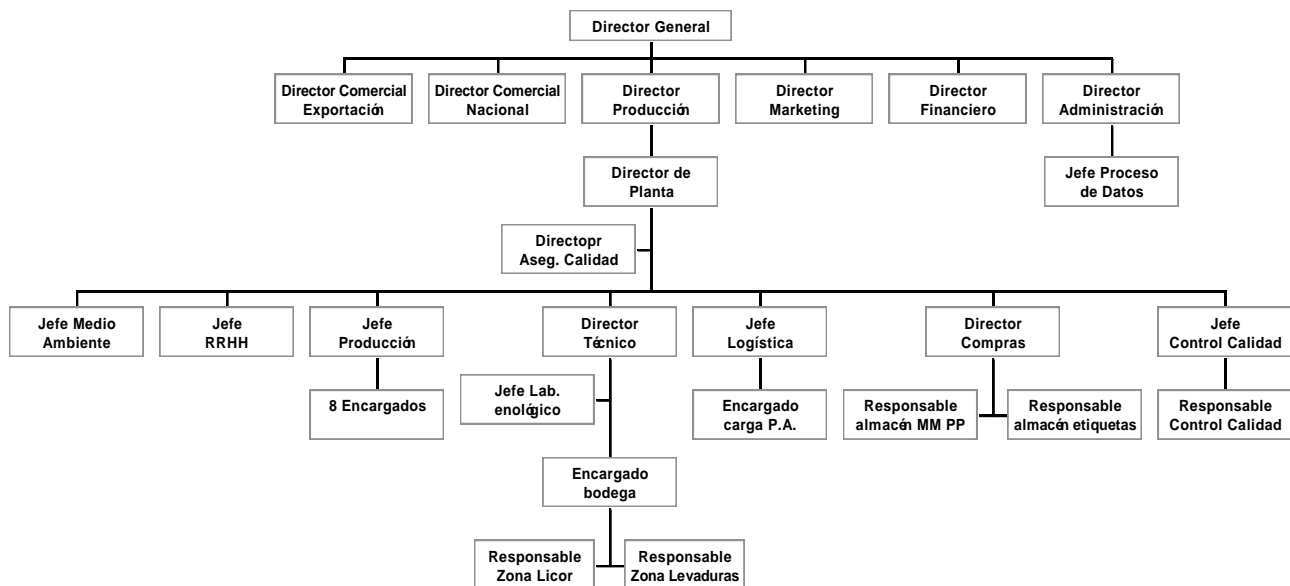 Director General
Director Comercial
Exportación
Director Comercial
Nacional
Director
Producción
Director
Marketing
Director
Financiero
Director
Administración
Director de
Planta
Jefe Proceso
de Datos
Directopr
Aseg. Calidad
Jefe Medio
Ambiente
Jefe
RRHH
Jefe
Producción
Director
Técnico
Jefe
Logística
Director
Compras
Jefe
Control Calidad
8 Encargados
Jefe Lab.
enológico
Encargado
carga P.A.
Responsable
almacén MM PP
Responsable
almacén etiquetas
Responsable
Control Calidad
Encargado
bodega
Responsable
Zona Licor
Responsable
Zona Levaduras